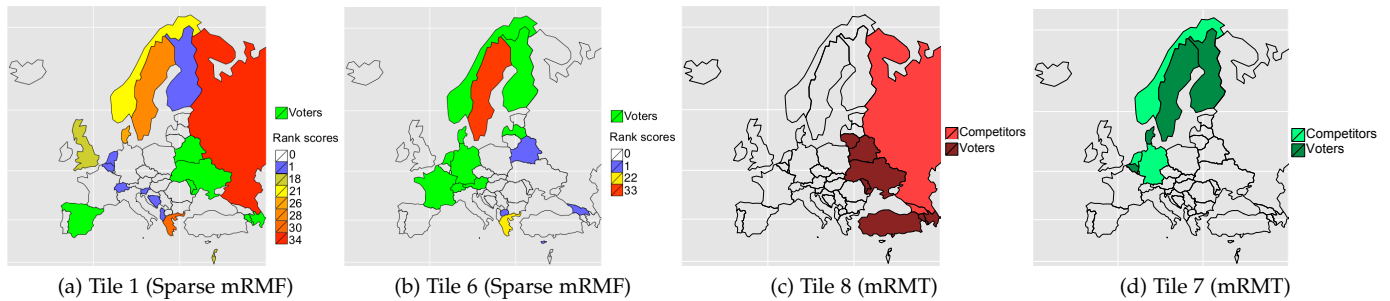 Voters
Rank scores
0
1
18
21
26
28
30
34
Voters
Rank scores
0
1
22
33
Competitors
Voters
Competitors
Voters
(a) Tile 1 (Sparse mRMF)
(b) Tile 6 (Sparse mRMF)
(c) Tile 8 (mRMT)
(d) Tile 7 (mRMT)